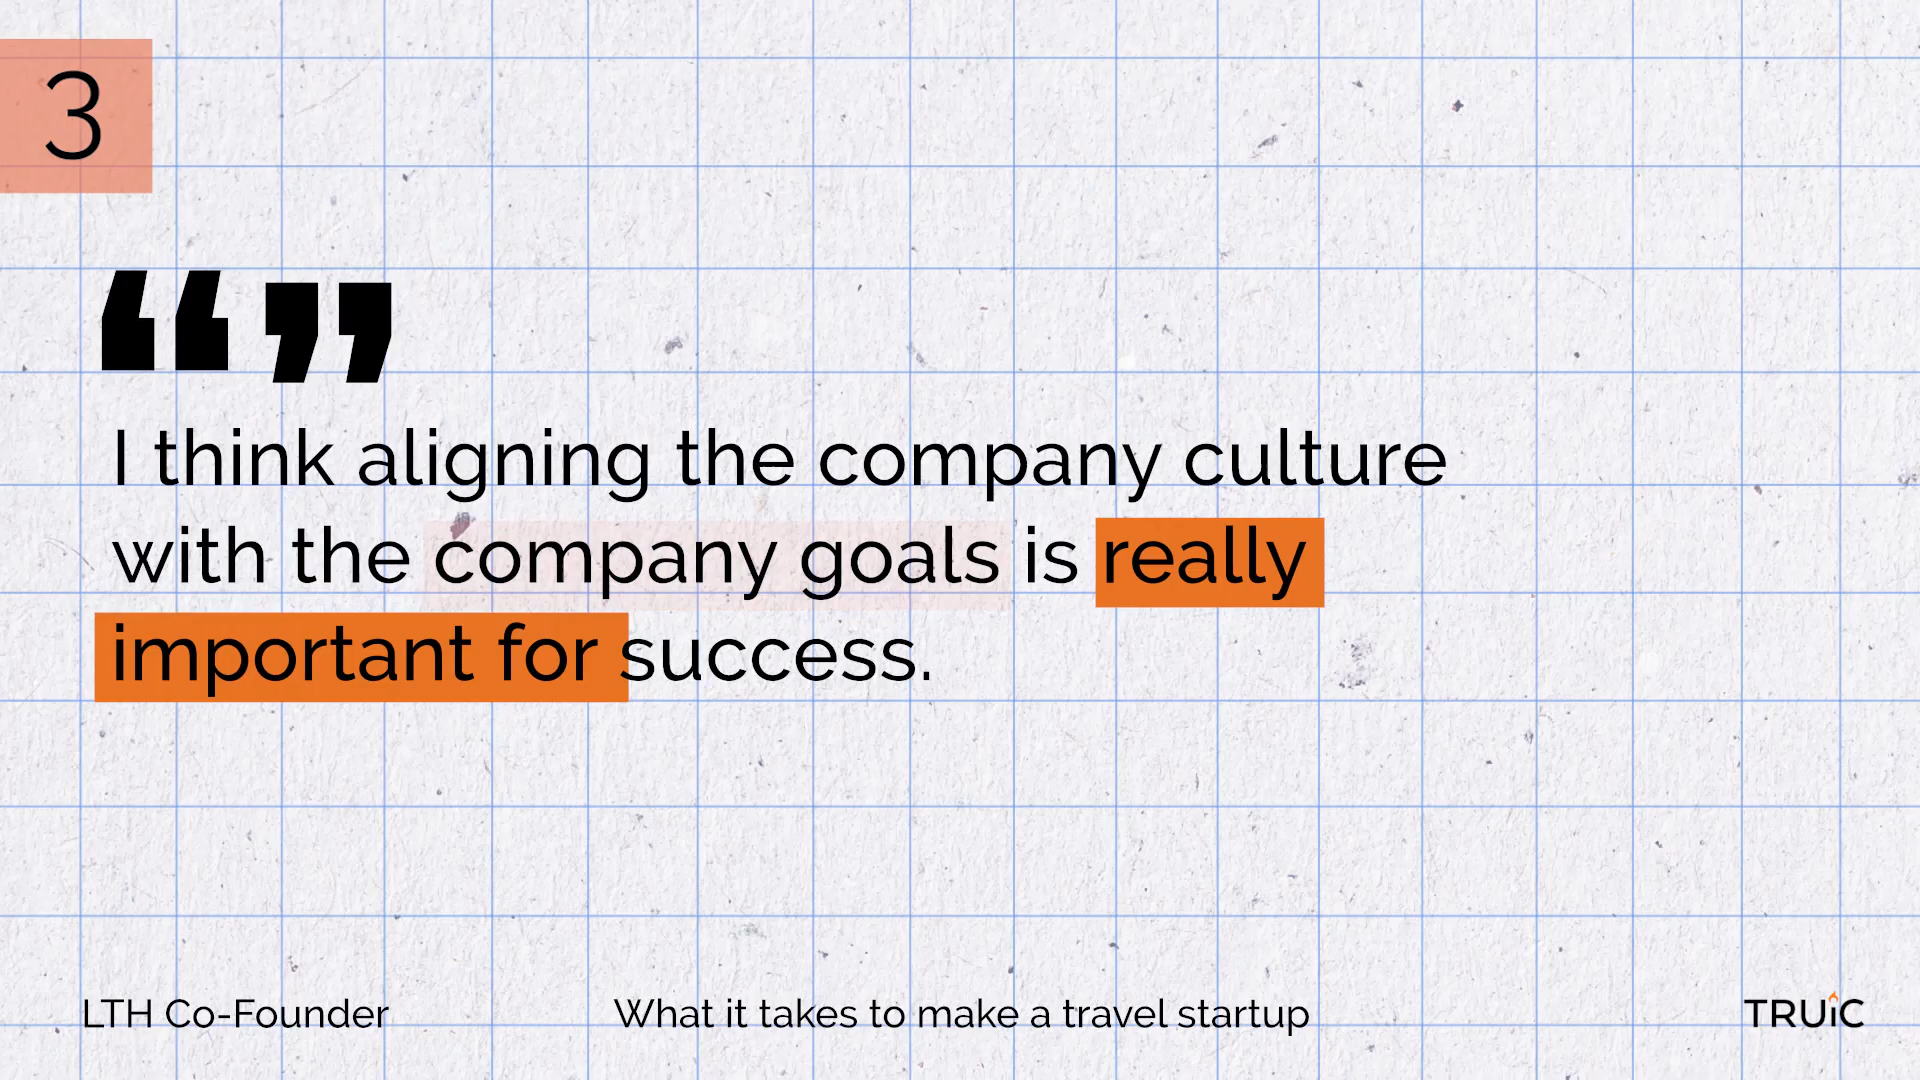 3
“”
I think aligning the company culture
with the company goals is really
important for success.
LTH Co-Founder
What it takes to make a travel startup
TRUiC